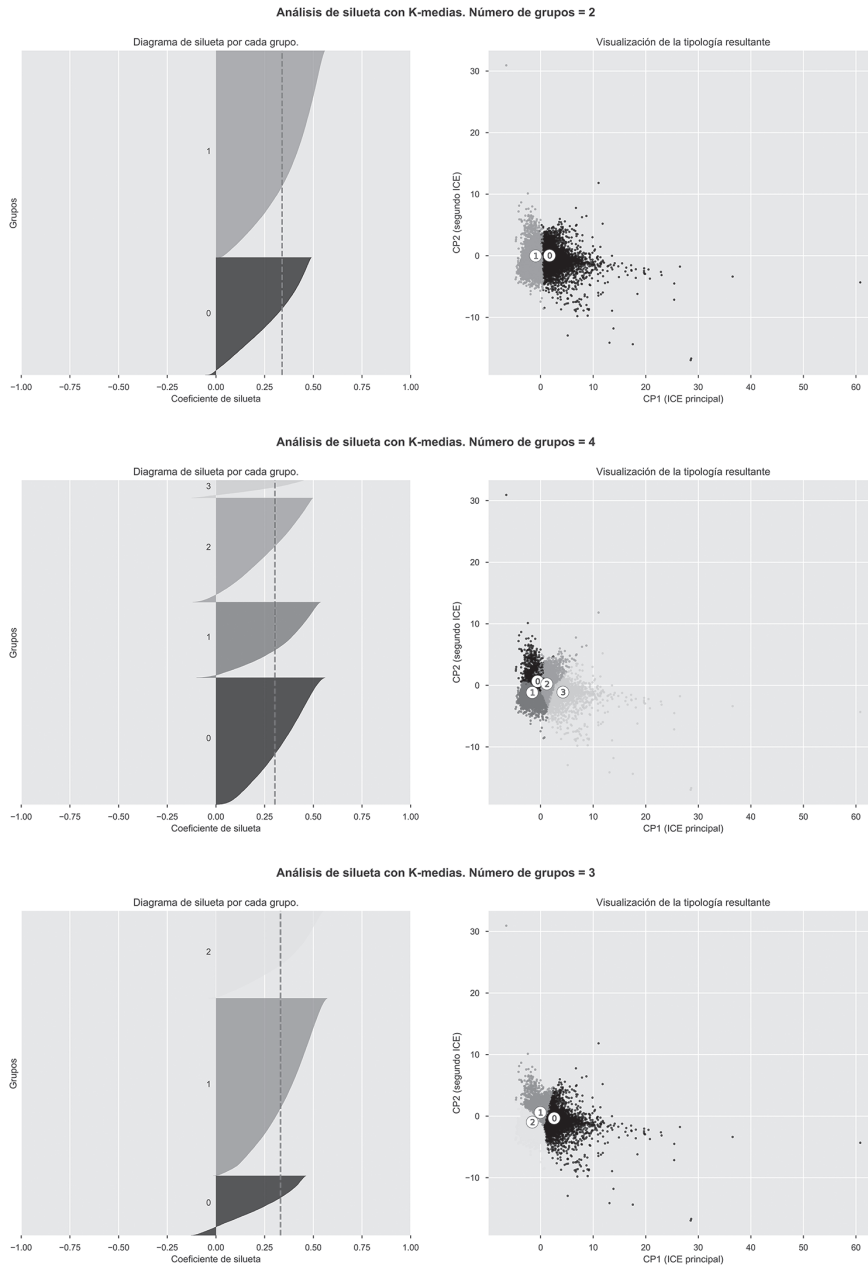 Análisis de silueta con K-medias. Número de grupos = 2
Diagrama de silueta por cada grupo.
Grupos
1
0
−1.00 −0.75 −0.50 −0.25 0.00 0.25 0.50 0.75 1.00
Coeficiente de silueta
Visualización de la tipología resultante
CP2 (segundo ICE)
30
20
10
0
−10
1 0
0 10 20 30 40 50 60
CP1 (ICE principal)
Análisis de silueta con K-medias. Número de grupos = 4
Diagrama de silueta por cada grupo.
Grupos
3
2
1
0
−1.00 −0.75 −0.50 −0.25 0.00 0.25 0.50 0.75 1.00
Coeficiente de silueta
Visualización de la tipología resultante
CP2 (segundo ICE)
30
20
10
0
−10
0 2
1 3
0 10 20 30 40 50 60
CP1 (ICE principal)
Análisis de silueta con K-medias. Número de grupos = 3
Diagrama de silueta por cada grupo.
Grupos
2
1
0
−1.00 −0.75 −0.50 −0.25 0.00 0.25 0.50 0.75 1.00
Coeficiente de silueta
Visualización de la tipología resultante
CP2 (segundo ICE)
30
20
10
0
−10
1 0
2
0 10 20 30 40 50 60
CP1 (ICE principal)